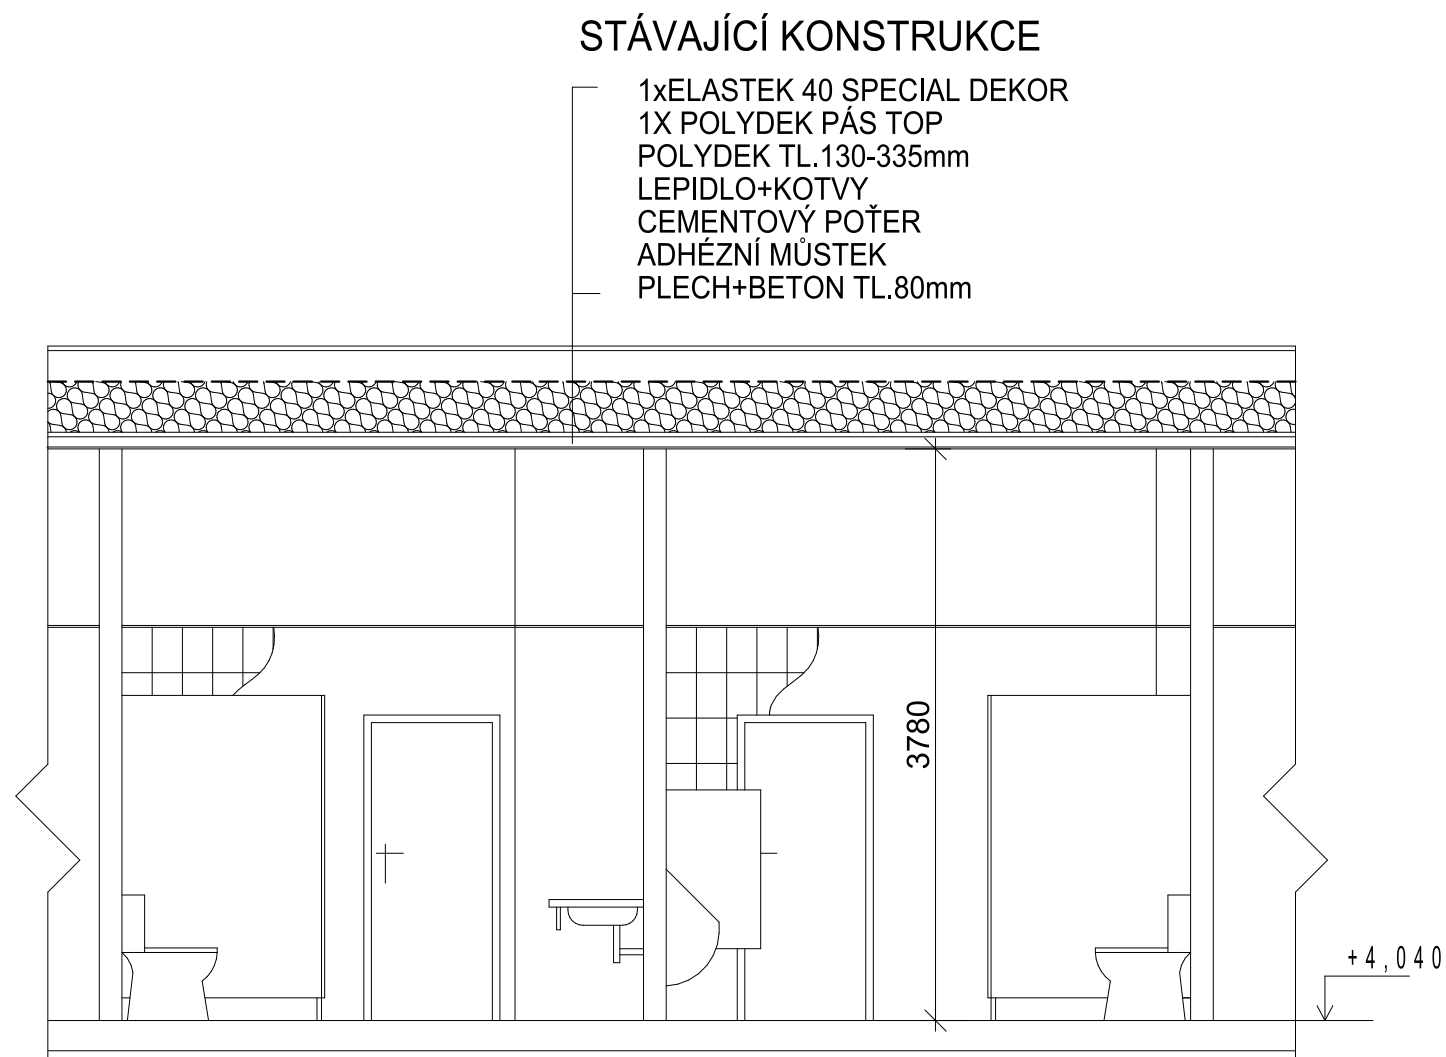 STÁVAJÍCÍ KONSTRUKCE
1xELASTEK 40 SPECIAL DEKOR
1X POLYDEK PÁS TOP
POLYDEK TL.130-335mm
LEPIDLO+KOTVY
CEMENTOVÝ POŤER
ADHÉZNÍ MŮSTEK
PLECH+BETON TL.80mm
3780
+4,040